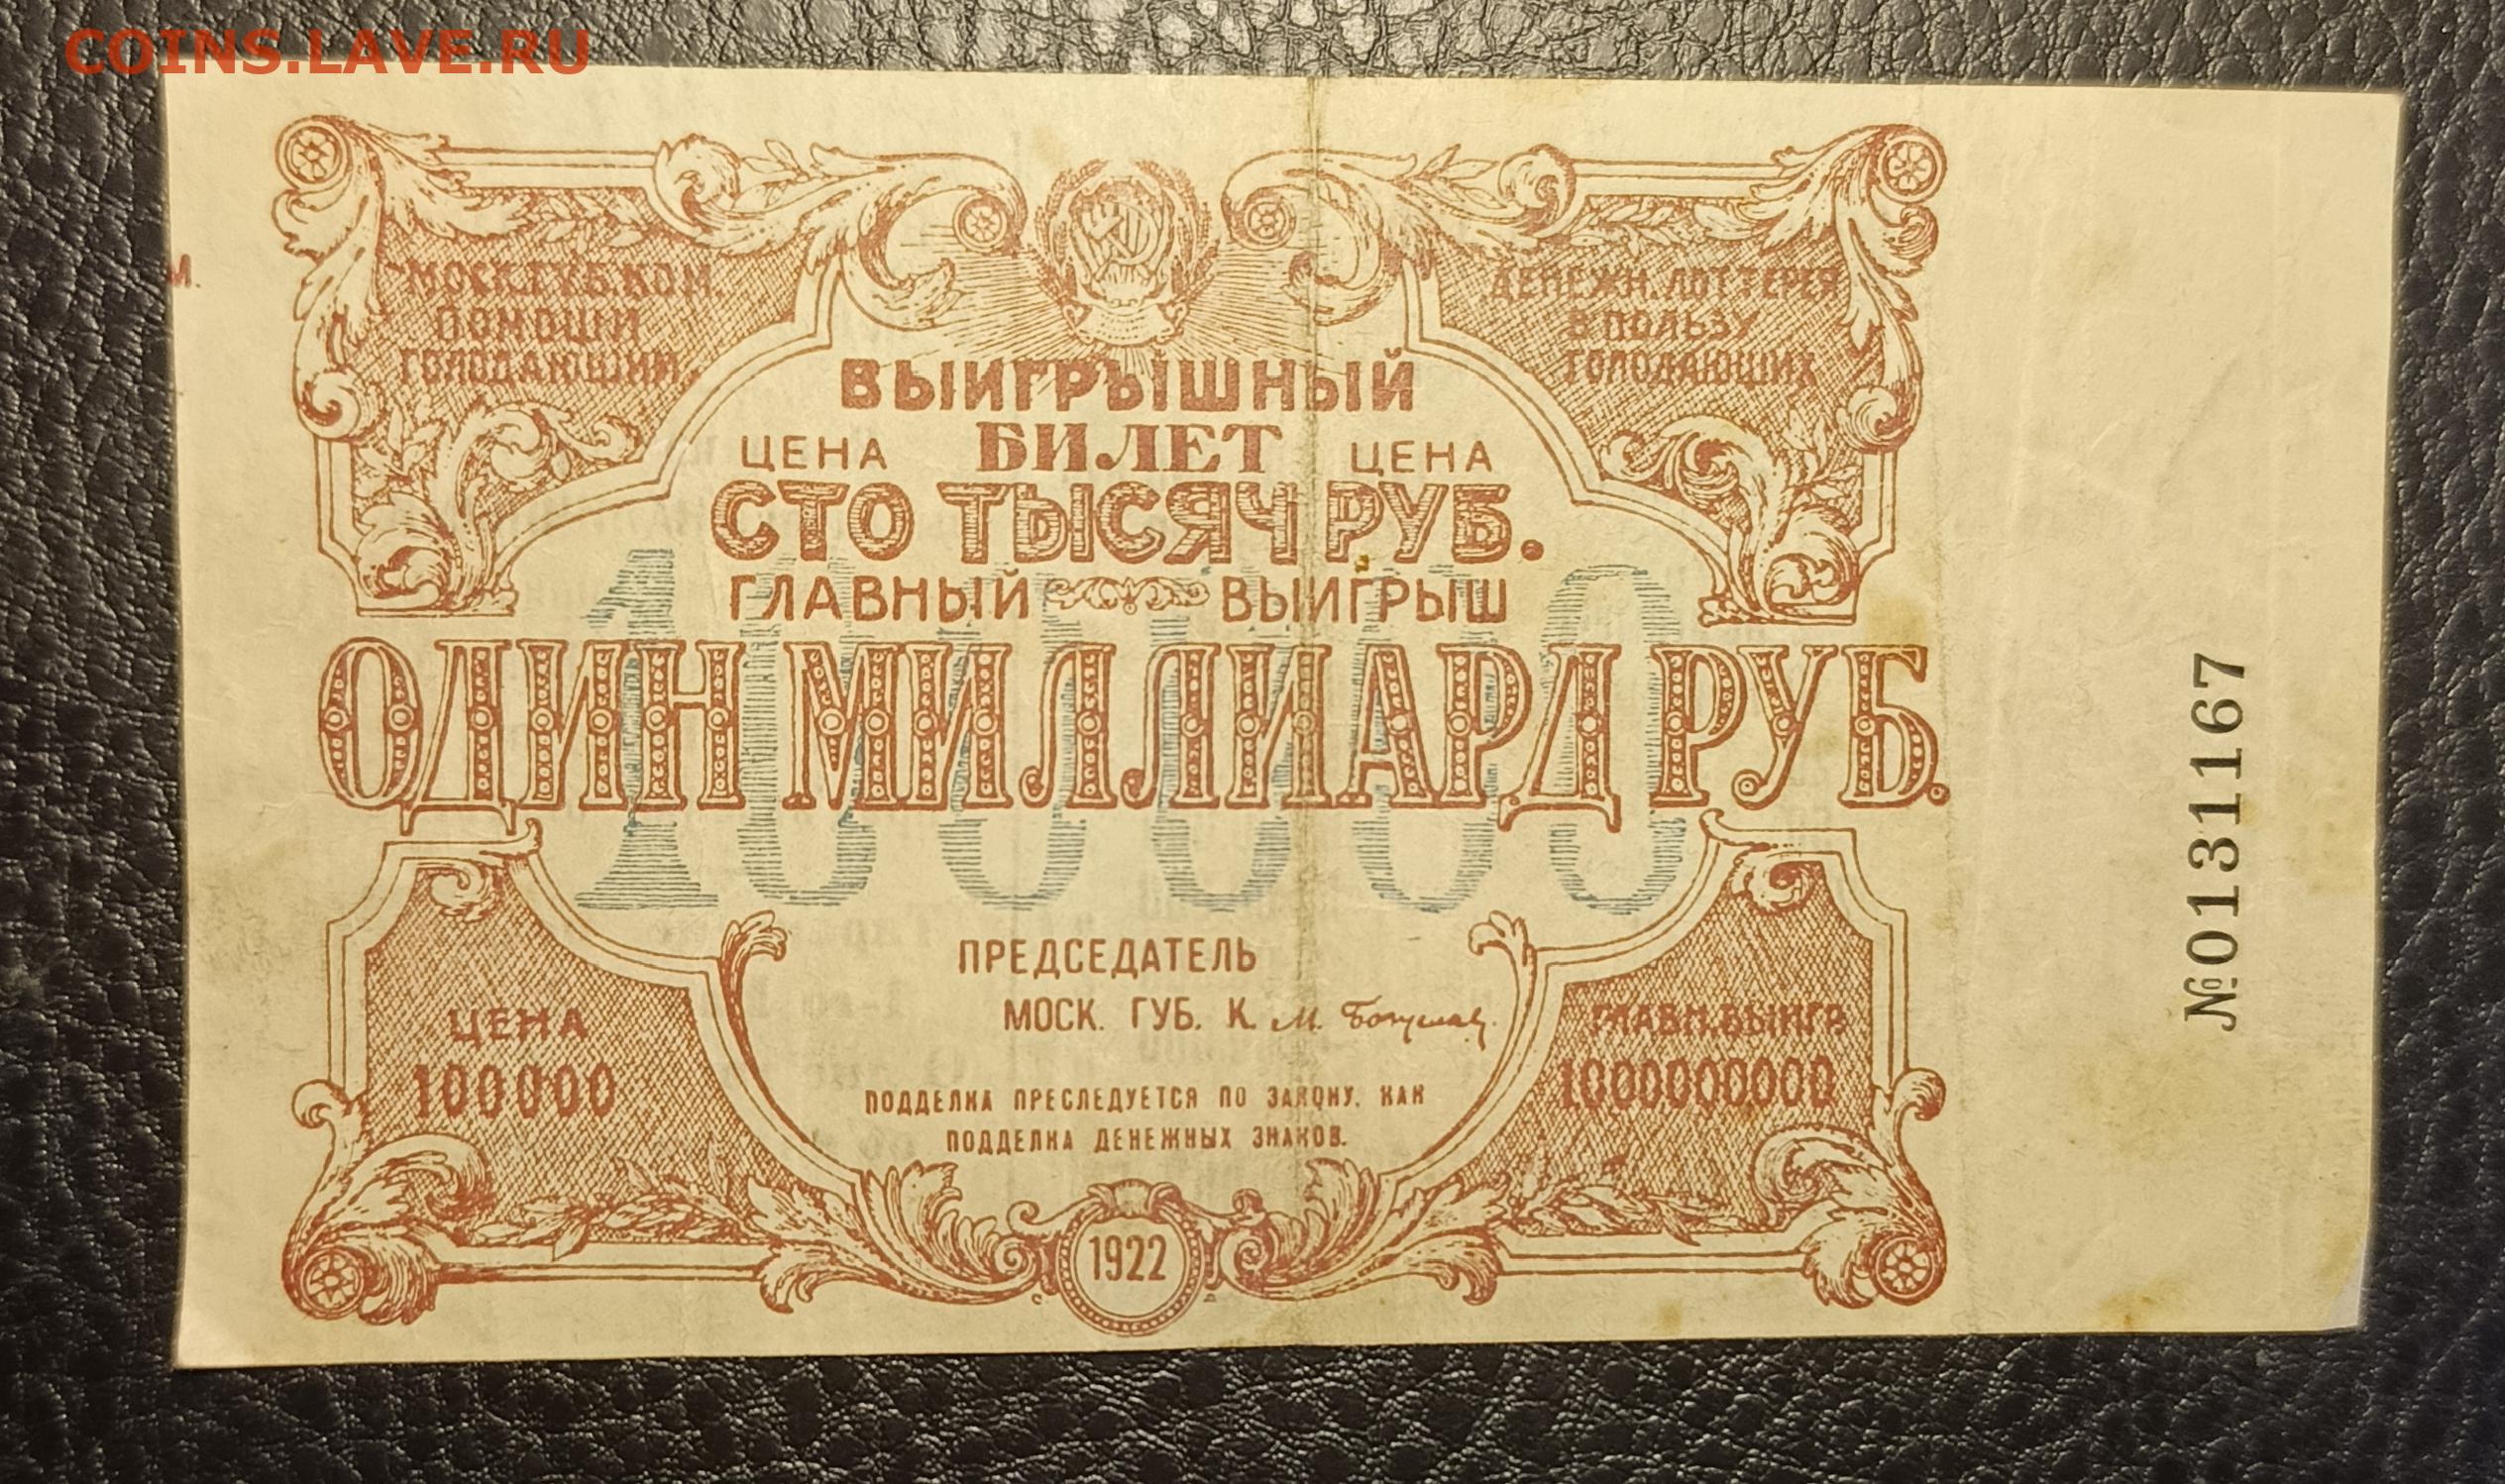 COINS.LAVE.RU
МОСК.ГУБ.КОМ.
ПОМОЩИ
ГОЛОДАЮЩИМ
ДЕНЕЖН. ЛОТТЕРЕЯ
В ПОЛЬЗУ
ГОЛОДАЮЩИХ
М.
ВЫИГРЫШНЫЙ
ЦЕНА БИЛЕТ ЦЕНА
СТО ТЫСЯЧ РУБ.
ГЛАВНЫЙ ВЫИГРЫШ
100000
ОДИН МИЛЛИАРД РУБ.
ПРЕДСЕДАТЕЛЬ
МОСК. ГУБ. К. М.
ЦЕНА
100000
ГЛАВН. ВЫИГР.
1000000000
ПОДДЕЛКА ПРЕСЛЕДУЕТСЯ ПО ЗАКОНУ, КАК
ПОДДЕЛКА ДЕНЕЖНЫХ ЗНАКОВ.
1922
№0131167